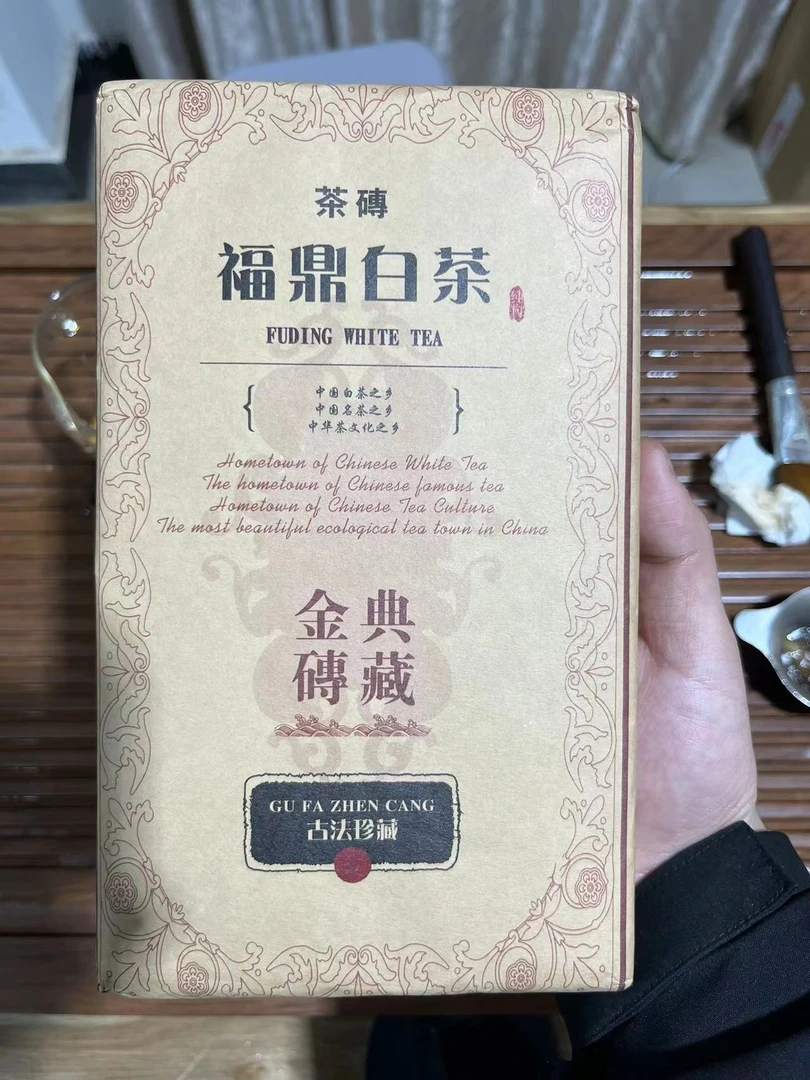 茶磚
福鼎白茶
FUDING WHITE TEA
中国白茶之乡
中国名茶之乡
中华茶文化之乡
Hometown of Chinese White Tea
The hometown of Chinese famous tea
Hometown of Chinese Tea Culture
The most beautiful ecological tea town in China
金典
磚藏
GU FA ZHEN CANG
古法珍藏